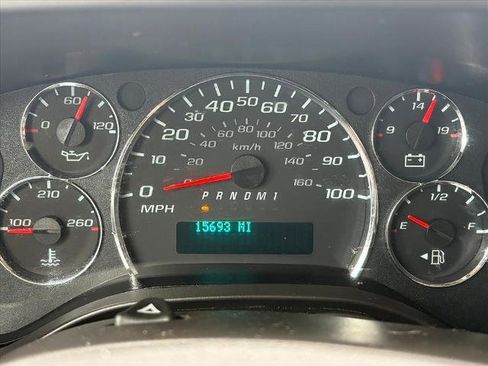 0 60 120
100 210 260
0 10 20 30 40 50 60 70 80 90 100
0 20 40 60 80 100 120 140 160
km/h
MPH
PRNDM1
15693 MI
9 14 19
E 1/2 F